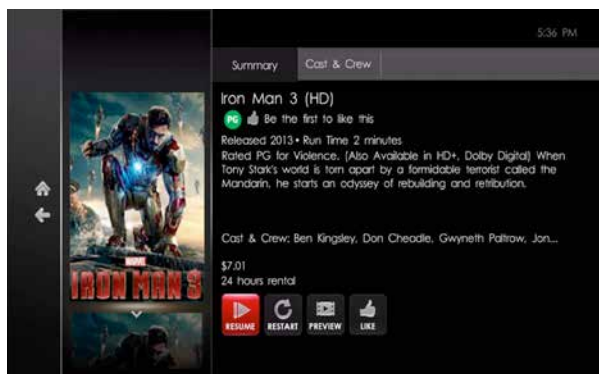 5:36 PM
Summary
Cast & Crew
Iron Man 3 (HD)
PG Be the first to like this
Released 2013 • Run Time 2 minutes
Rated PG for Violence. (Also Available in HD+, Dolby Digital) When
Tony Stark's world is torn apart by a formidable terrorist called the
Mandarin, he starts an odyssey of rebuilding and retribution.
Cast & Crew: Ben Kingsley, Don Cheadle, Gwyneth Paltrow, Jon...
$7.01
24 hours rental
RESUME
RESTART
PREVIEW
LIKE
MARVEL
IRON MAN 3